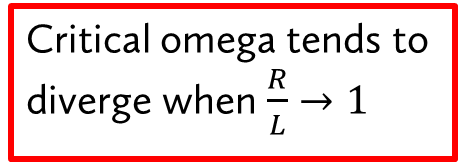 Critical omega tends to
diverge when R/L → 1